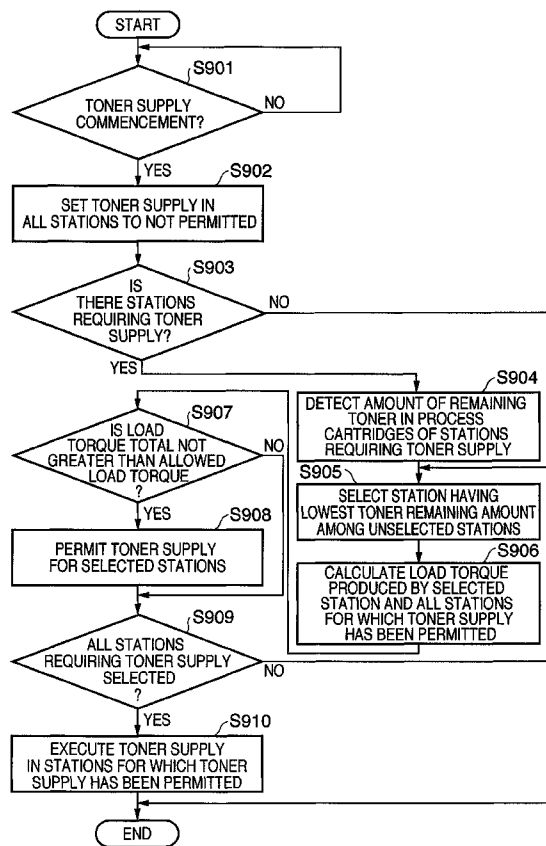 START
S901
TONER SUPPLY
COMMENCEMENT?
NO
YES
S902
SET TONER SUPPLY IN
ALL STATIONS TO NOT PERMITTED
S903
IS
THERE STATIONS
REQUIRING TONER
SUPPLY?
NO
YES
S904
DETECT AMOUNT OF REMAINING
TONER IN PROCESS
CARTRIDGES OF STATIONS
REQUIRING TONER SUPPLY
S905
SELECT STATION HAVING
LOWEST TONER REMAINING AMOUNT
AMONG UNSELECTED STATIONS
S906
CALCULATE LOAD TORQUE
PRODUCED BY SELECTED
STATION AND ALL STATIONS
FOR WHICH TONER SUPPLY
HAS BEEN PERMITTED
S907
IS LOAD
TORQUE TOTAL NOT
GREATER THAN ALLOWED
LOAD TORQUE
?
NO
YES
S908
PERMIT TONER SUPPLY
FOR SELECTED STATIONS
S909
ALL STATIONS
REQUIRING TONER SUPPLY
SELECTED
?
NO
YES
S910
EXECUTE TONER SUPPLY
IN STATIONS FOR WHICH TONER
SUPPLY HAS BEEN PERMITTED
END